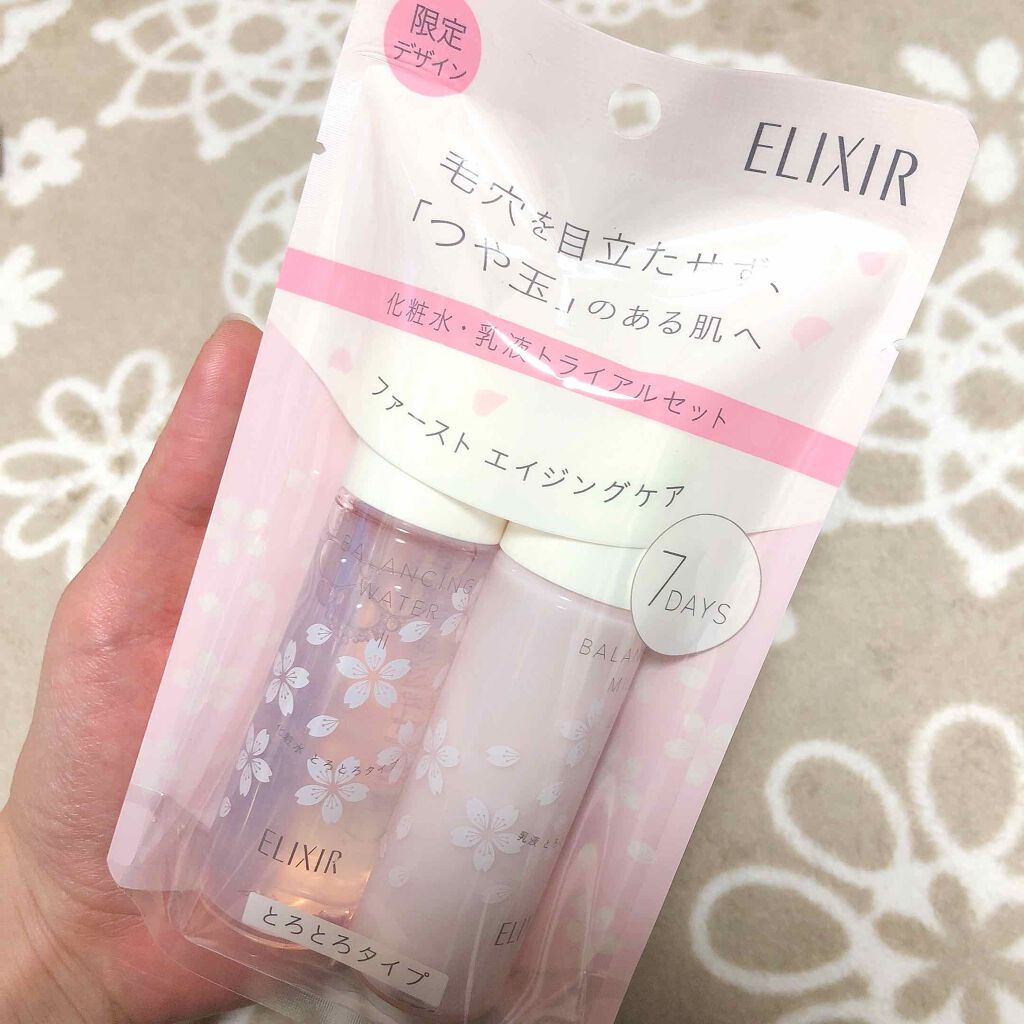 限定
デザイン
ELIXIR
毛穴を目立たせず、
「つや玉」のある肌へ
化粧水・乳液トライアルセット
ファースト エイジングケア
7DAYS
BALANCING
WATER
II
化粧水 とろとろタイプ
ELIXIR
BALAN
M
乳液 とろ
ELI
とろとろタイプ